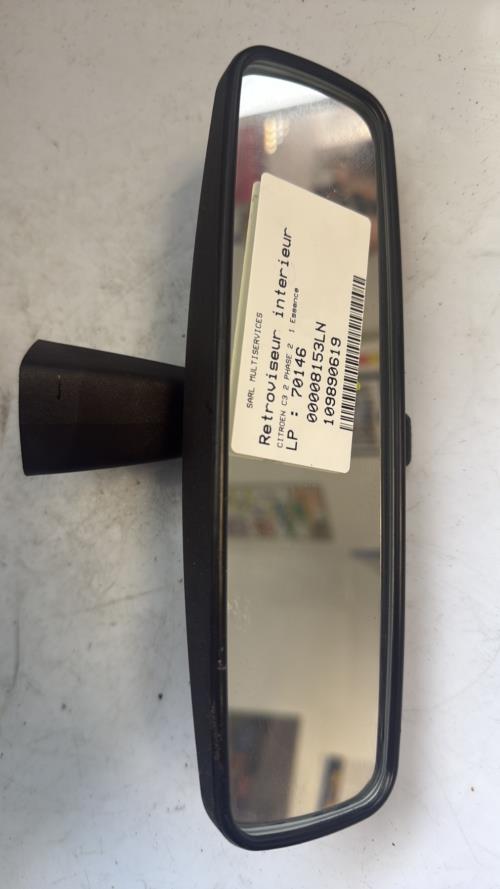 SARL MULTISERVICES
Retroviseur interieur
CITROEN C3 2 PHASE 2 1 Essence
LP : 70146
00008153LN
109890619